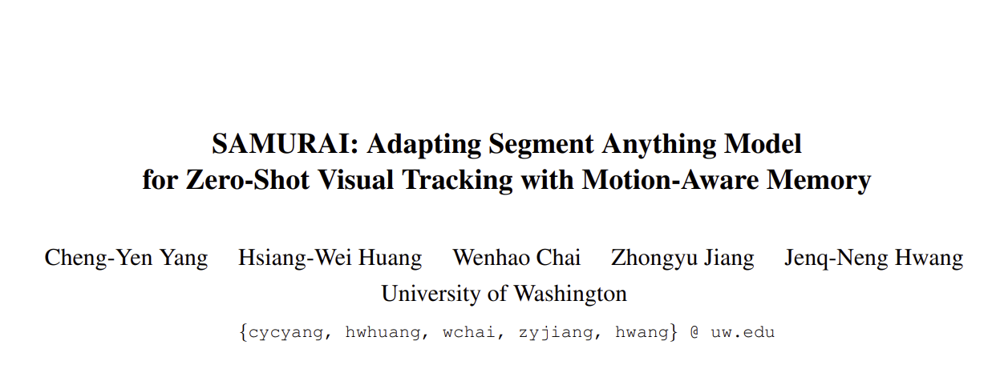 SAMURAI: Adapting Segment Anything Model
for Zero-Shot Visual Tracking with Motion-Aware Memory
Cheng-Yen Yang Hsiang-Wei Huang Wenhao Chai Zhongyu Jiang Jenq-Neng Hwang
University of Washington
{cycyang, hwhuang, wchai, zyjiang, hwang} @ uw.edu